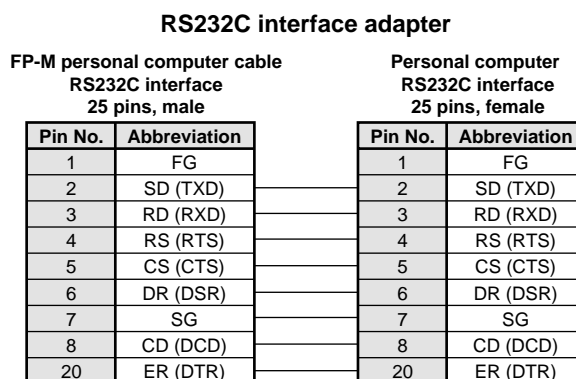 RS232C interface adapter
FP-M personal computer cable
RS232C interface
25 pins, male
Pin No. Abbreviation
1 FG
2 SD (TXD)
3 RD (RXD)
4 RS (RTS)
5 CS (CTS)
6 DR (DSR)
7 SG
8 CD (DCD)
20 ER (DTR)
Personal computer
RS232C interface
25 pins, female
Pin No. Abbreviation
1 FG
2 SD (TXD)
3 RD (RXD)
4 RS (RTS)
5 CS (CTS)
6 DR (DSR)
7 SG
8 CD (DCD)
20 ER (DTR)